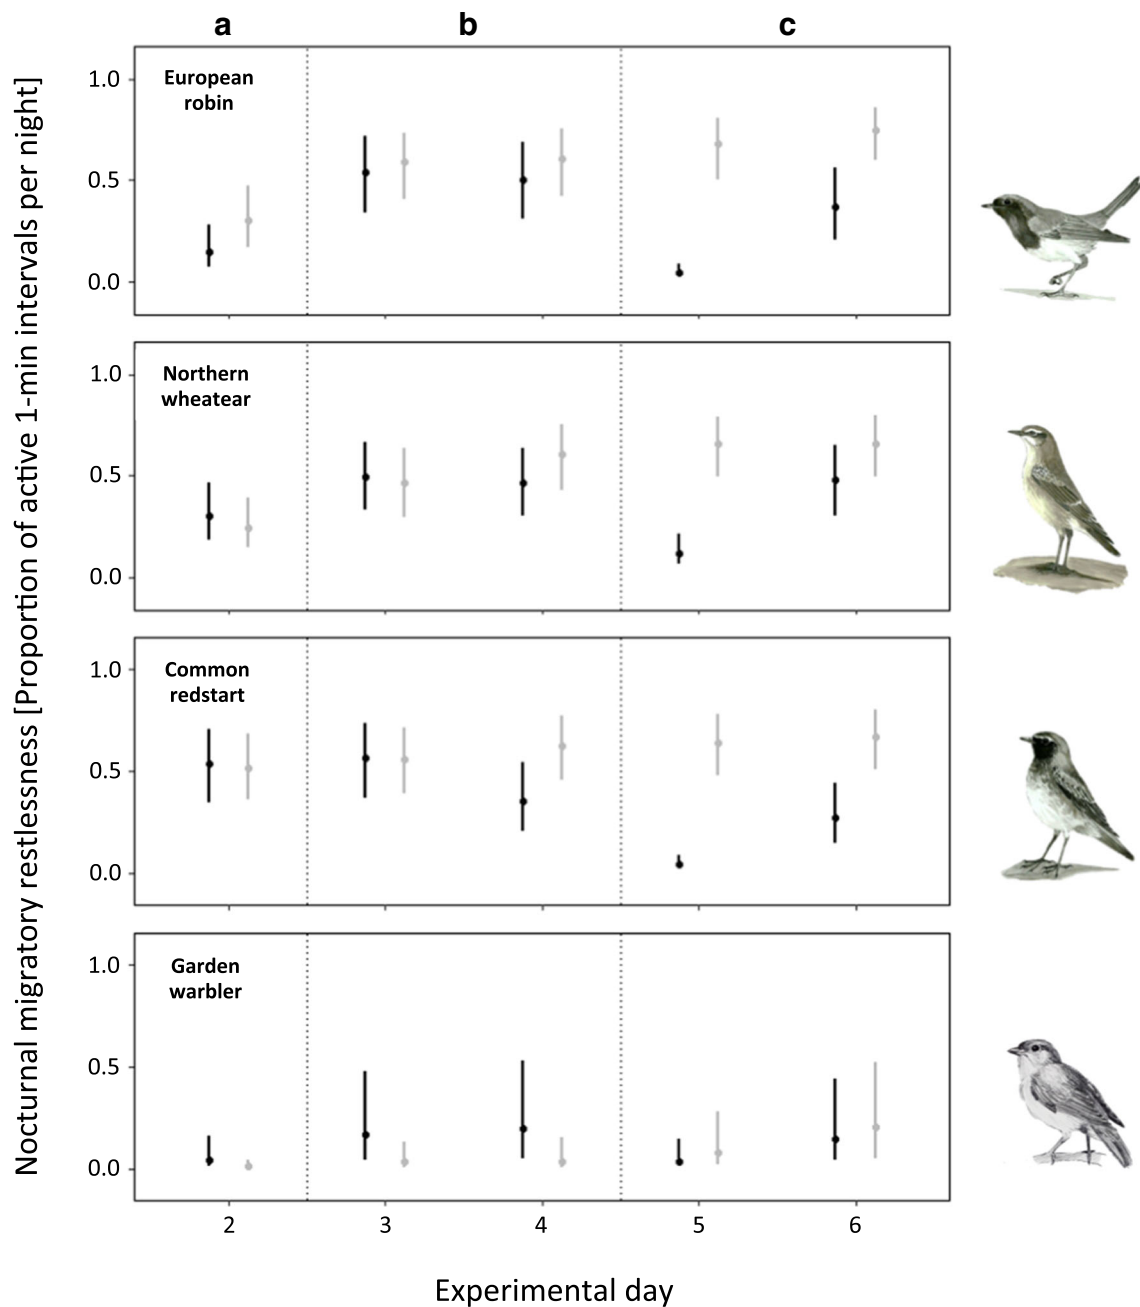 a b c
Nocturnal migratory restlessness [Proportion of active 1-min intervals per night]
European
robin
1.0
0.5
0.0
Northern
wheatear
1.0
0.5
0.0
Common
redstart
1.0
0.5
0.0
Garden
warbler
1.0
0.5
0.0
2 3 4 5 6
Experimental day